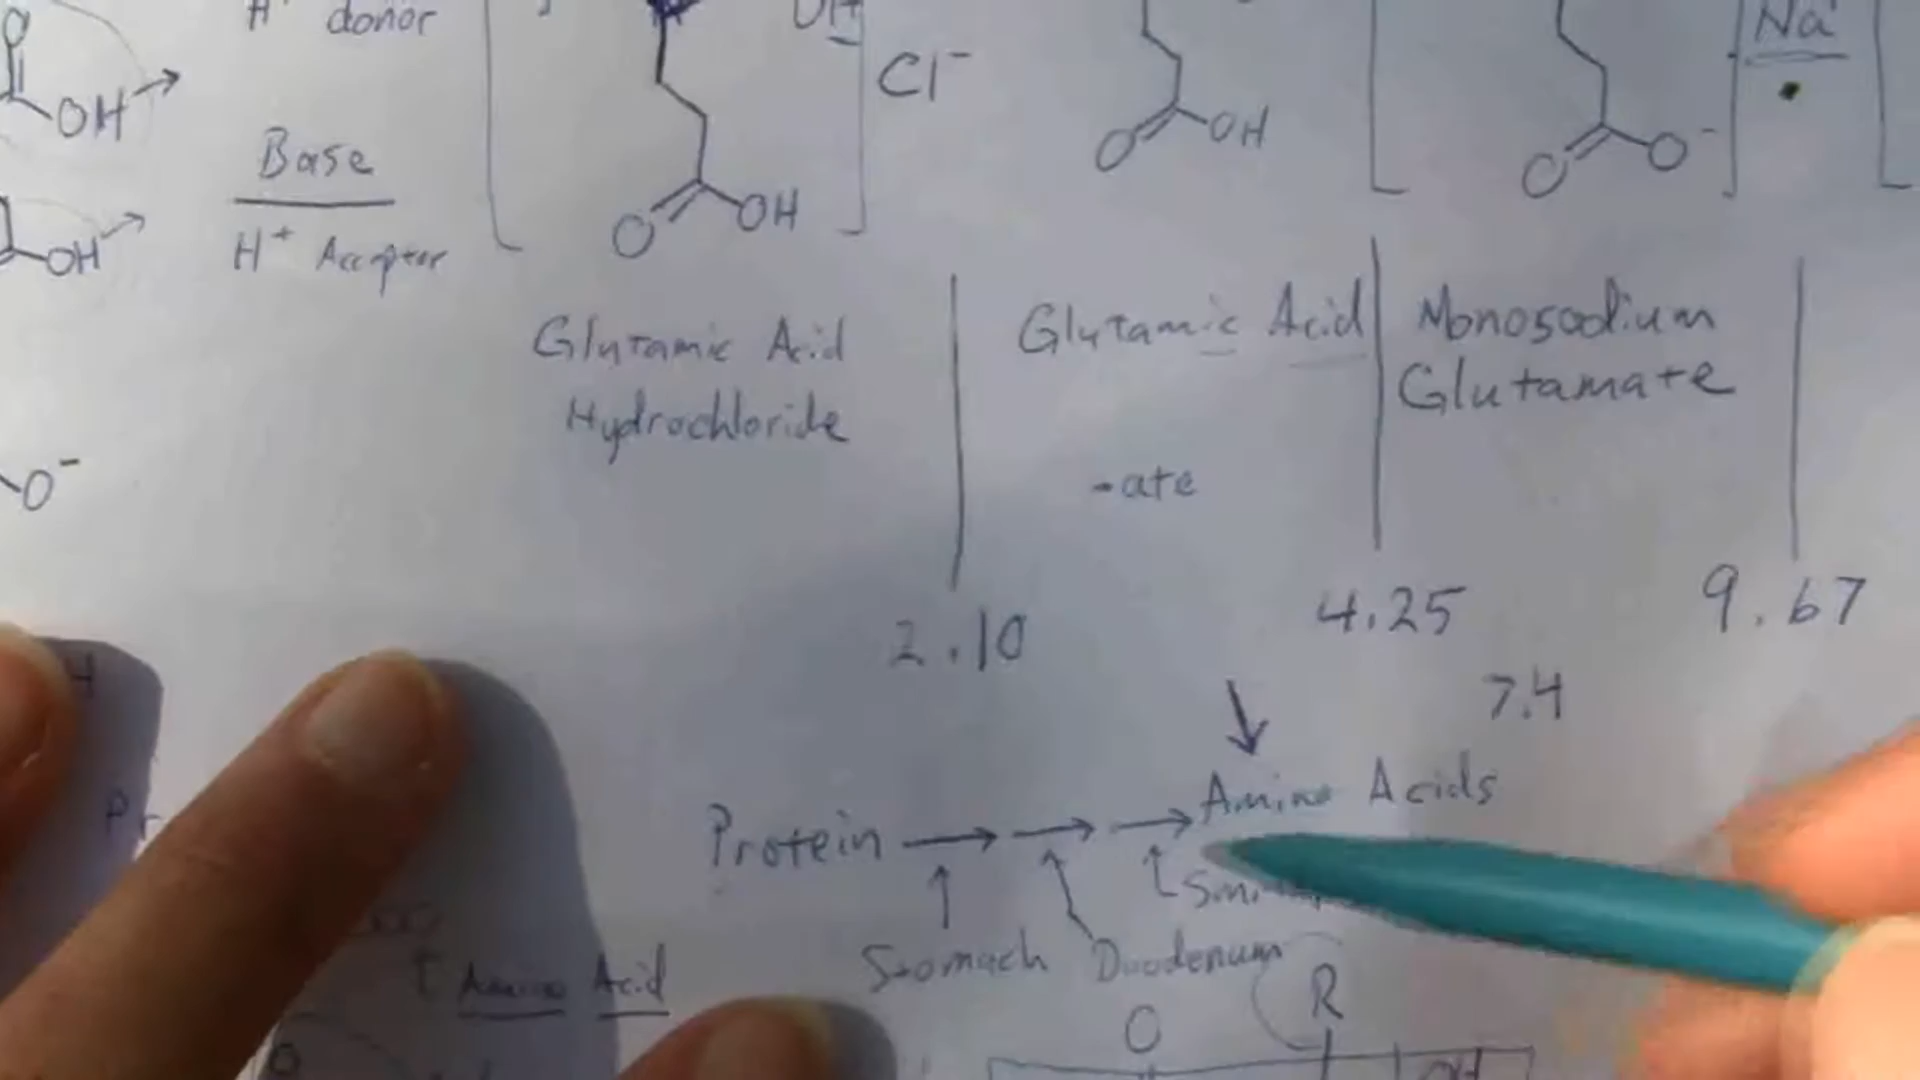 H+ donor
OH
Cl-
Na+
OH
OH
O
OH
O
O-
Base
H+ Acceptor
O
OH
OH
Glutamic Acid
Hydrochloride
Glutamic Acid
Monosodium
Glutamate
-ate
O-
2.10
4.25
9.67
7.4
Protein
Amino Acids
Stomach
Duodenum
Amino Acid
R
O
O